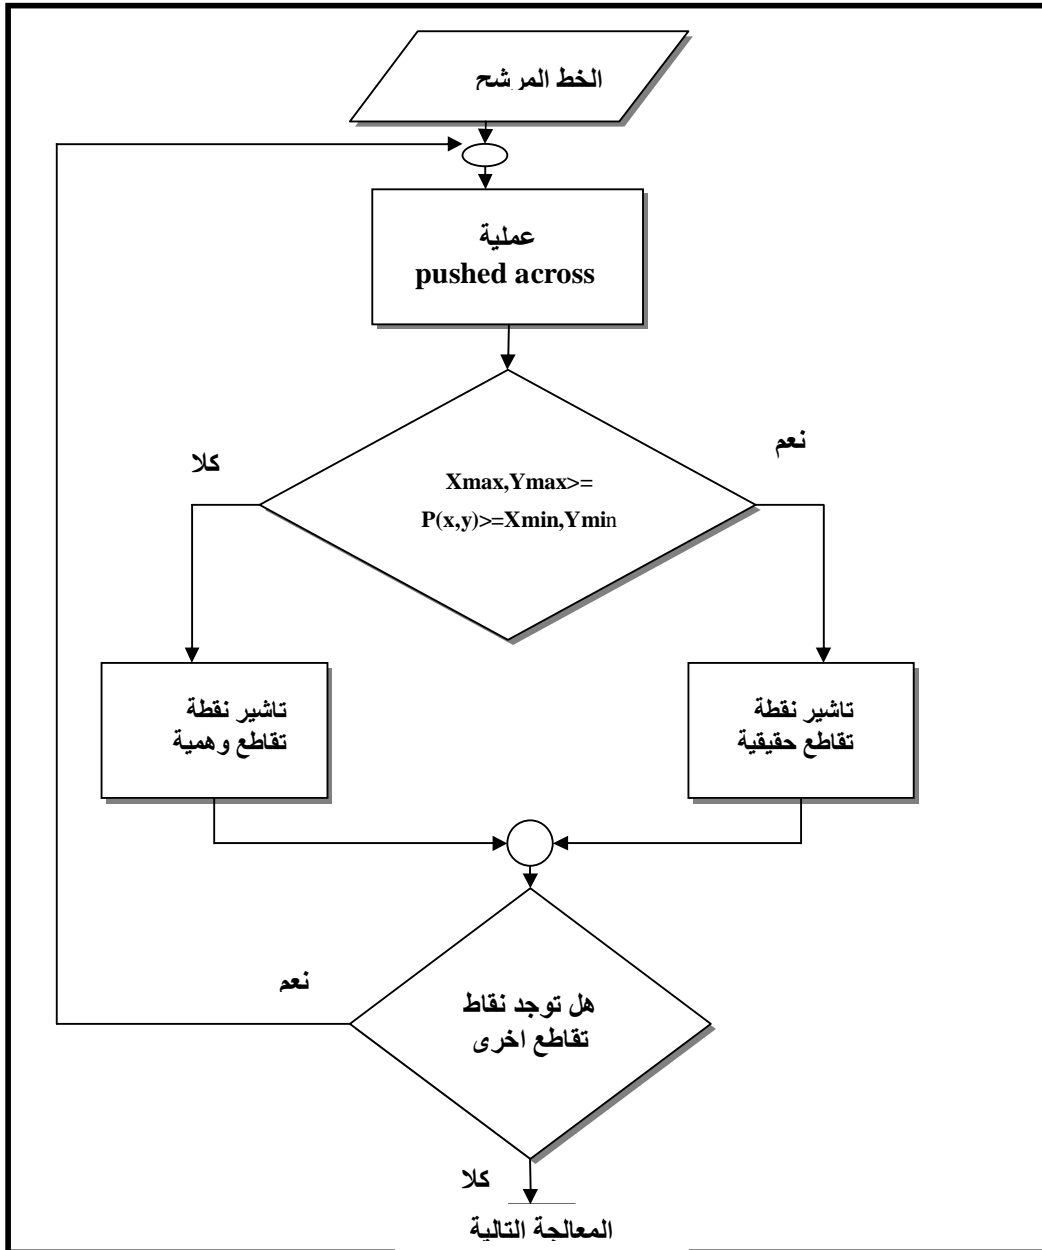 الخط المرشح
عملية
pushed across
نعم
كلا
Xmax,Ymax>=
P(x,y)>=Xmin,Ymin
تاشير نقطة
تقاطع حقيقية
تاشير نقطة
تقاطع وهمية
نعم
هل توجد نقاط
تقاطع اخرى
كلا
المعالجة التالية